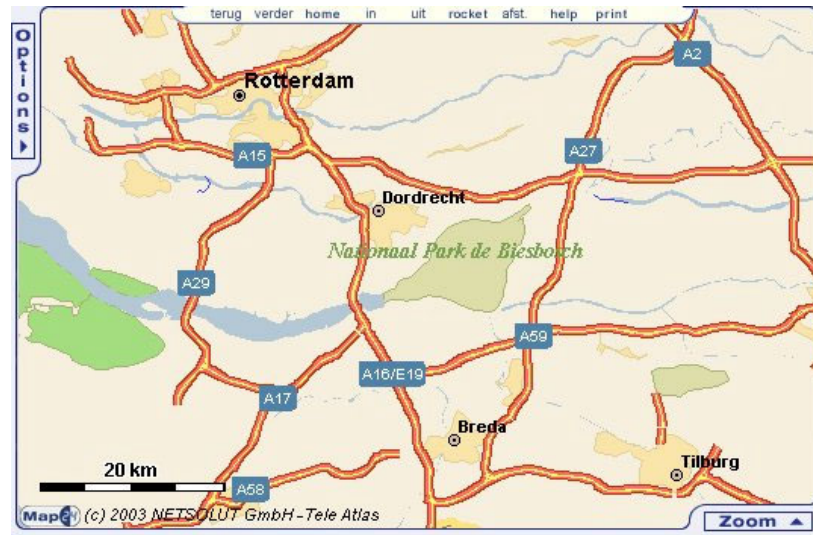 terug verder home in uit rocket afst. help print
Options
A2
Rotterdam
A15
A27
Dordrecht
Nationaal Park de Biesbosch
A29
A59
A16/E19
A17
Breda
Tilburg
20 km
A58
Map24 (c) 2003 NETSOLUT GmbH - Tele Atlas
Zoom